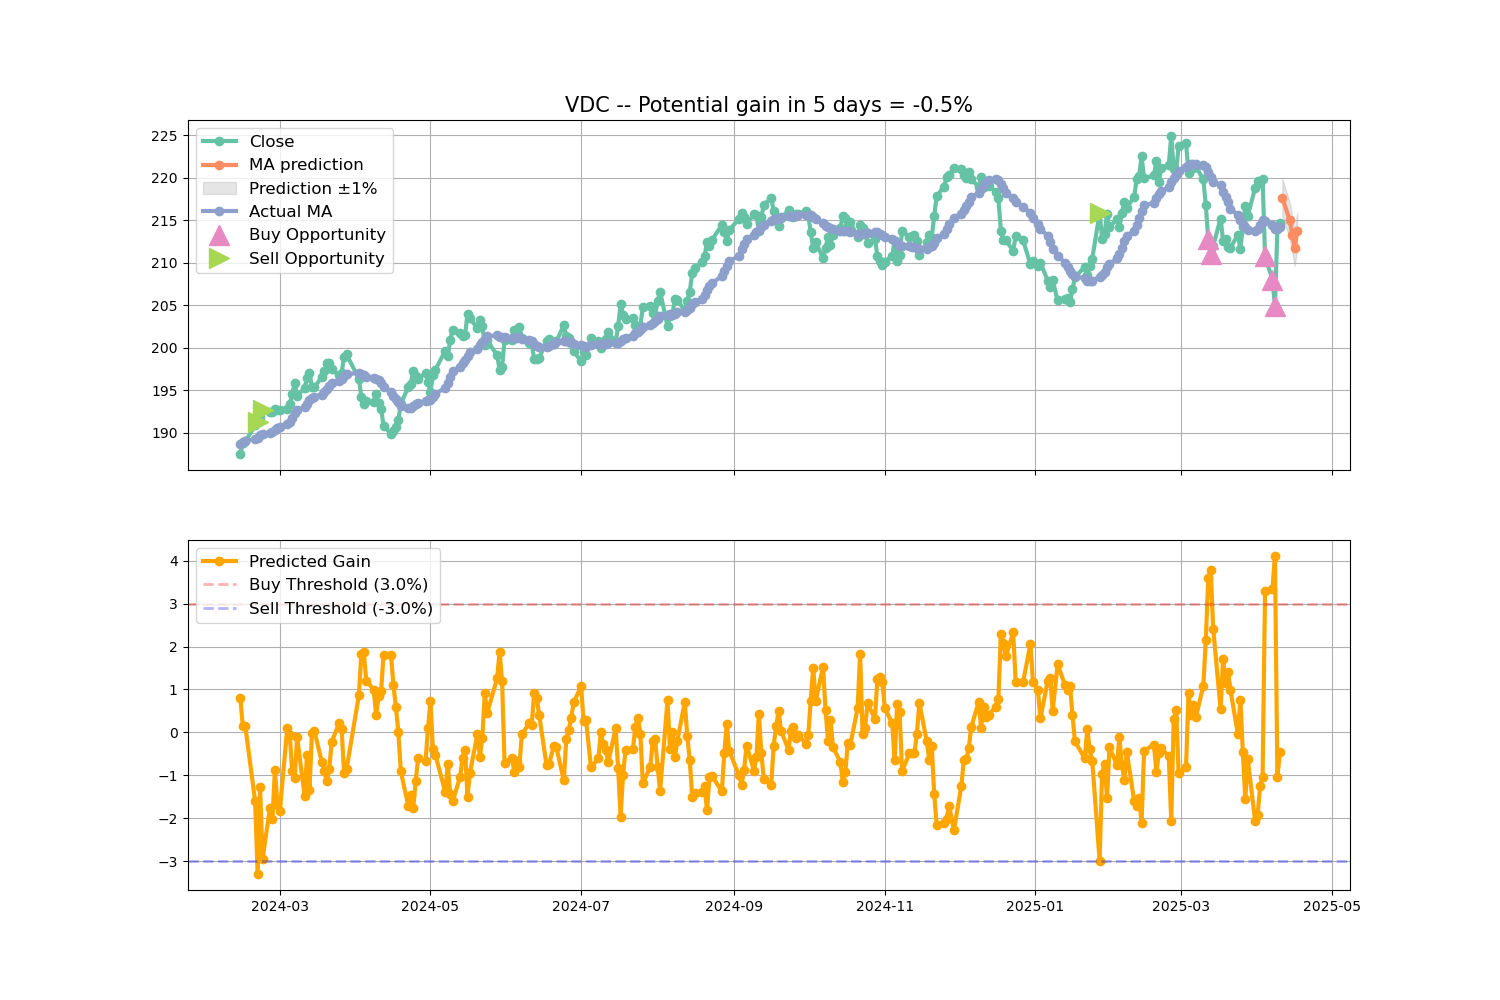 VDC -- Potential gain in 5 days = -0.5%
225
220
215
210
205
200
195
190
Close
MA prediction
Prediction ±1%
Actual MA
Buy Opportunity
Sell Opportunity
4
3
2
1
0
−1
−2
−3
Predicted Gain
Buy Threshold (3.0%)
Sell Threshold (-3.0%)
2024-03 2024-05 2024-07 2024-09 2024-11 2025-01 2025-03 2025-05